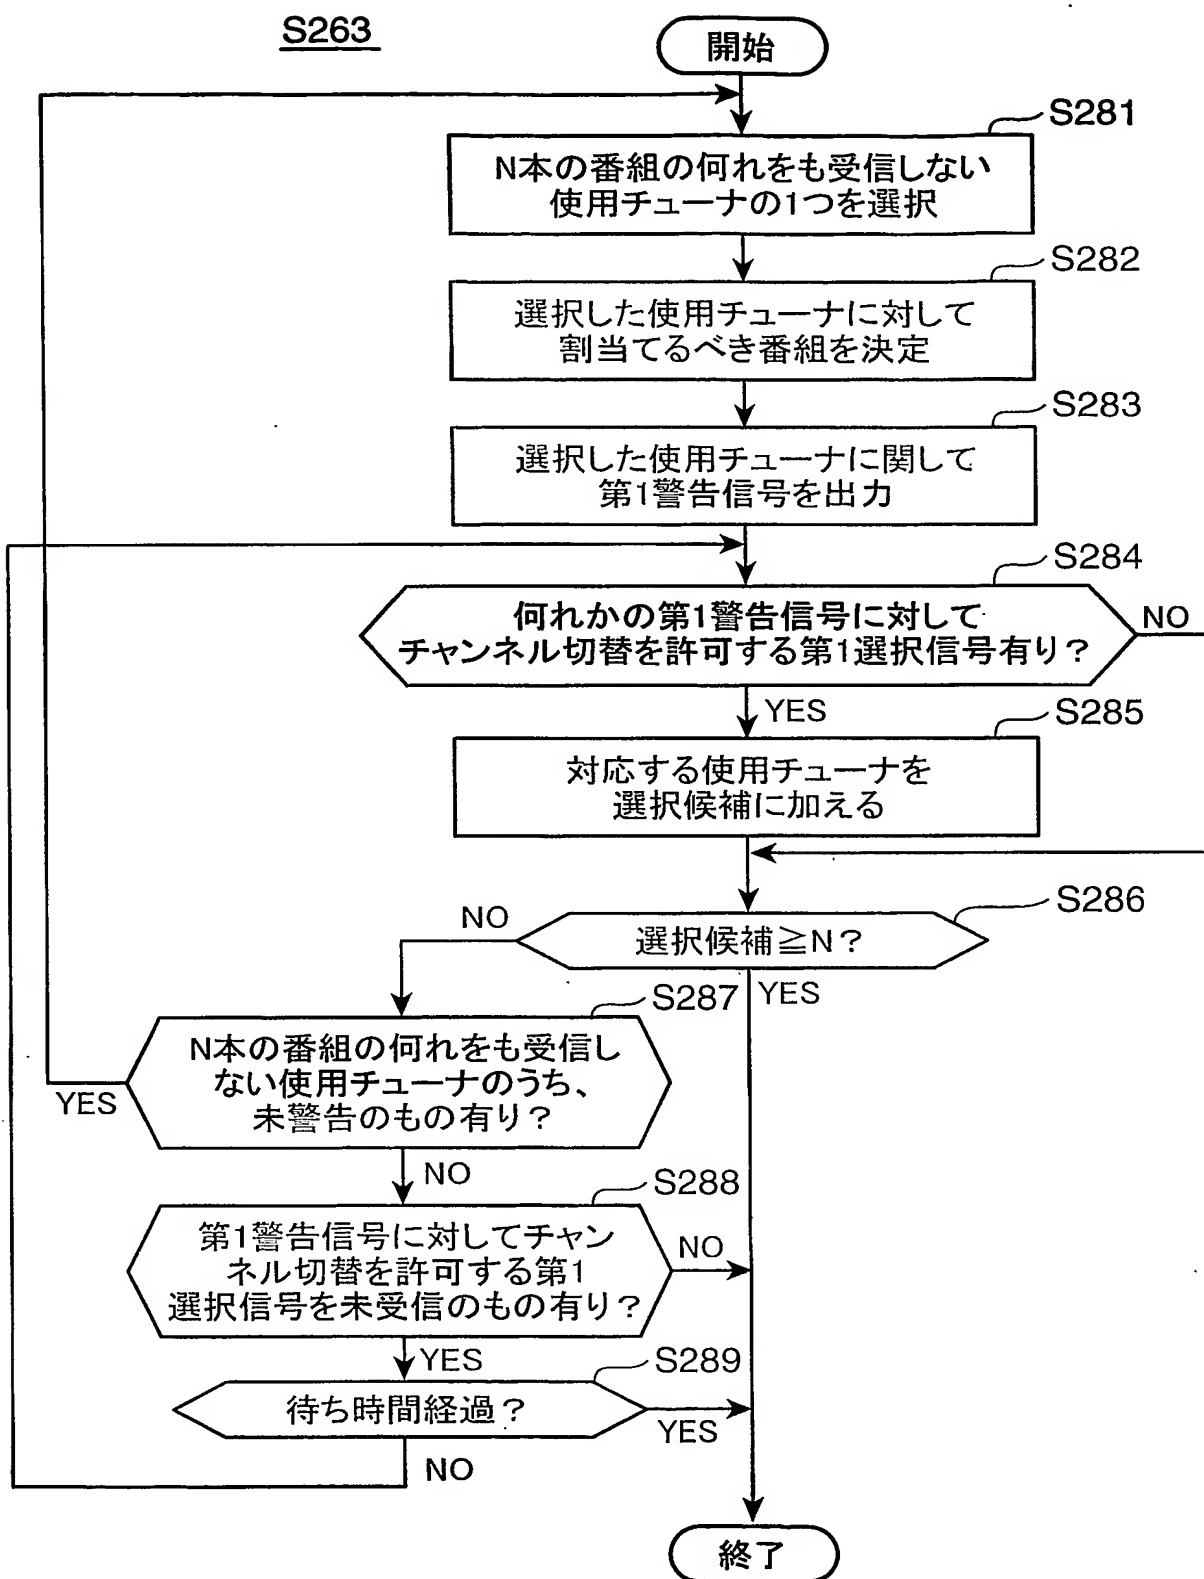 S263
開始
S281
N本の番組の何れをも受信しない
使用チューナの1つを選択
S282
選択した使用チューナに対して
割当てるべき番組を決定
S283
選択した使用チューナに関して
第1警告信号を出力
S284
何れかの第1警告信号に対して
チャンネル切替を許可する第1選択信号有り?
NO
YES
S285
対応する使用チューナを
選択候補に加える
S286
NO
選択候補≧N?
YES
S287
N本の番組の何れをも受信し
ない使用チューナのうち、
未警告のもの有り?
YES
NO
S288
第1警告信号に対してチャン
ネル切替を許可する第1
選択信号を未受信のもの有り?
NO
YES
S289
待ち時間経過?
YES
NO
終了